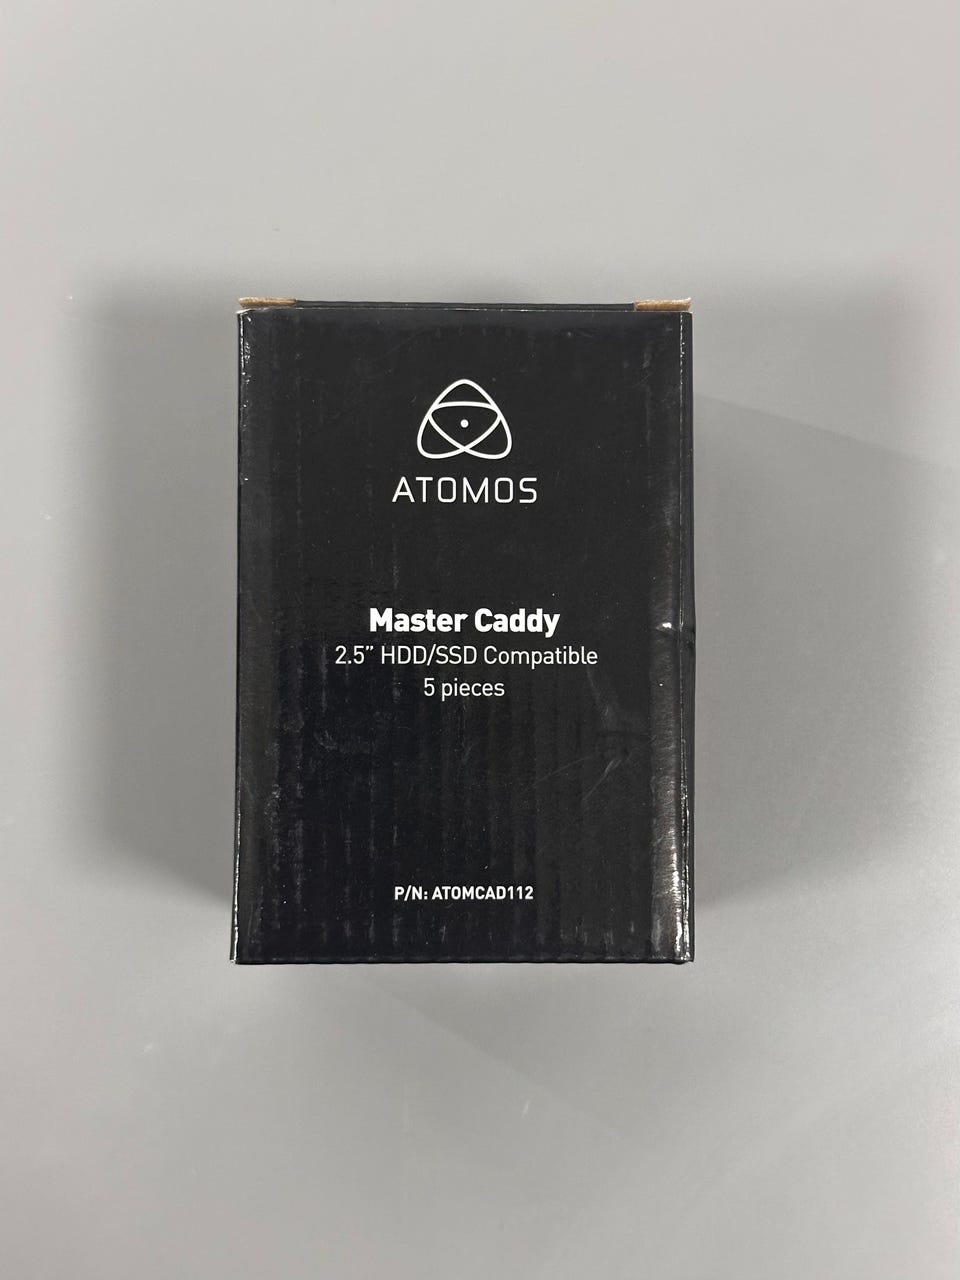 ATOMOS
Master Caddy
2.5” HDD/SSD Compatible
5 pieces
P/N: ATOMCAD112